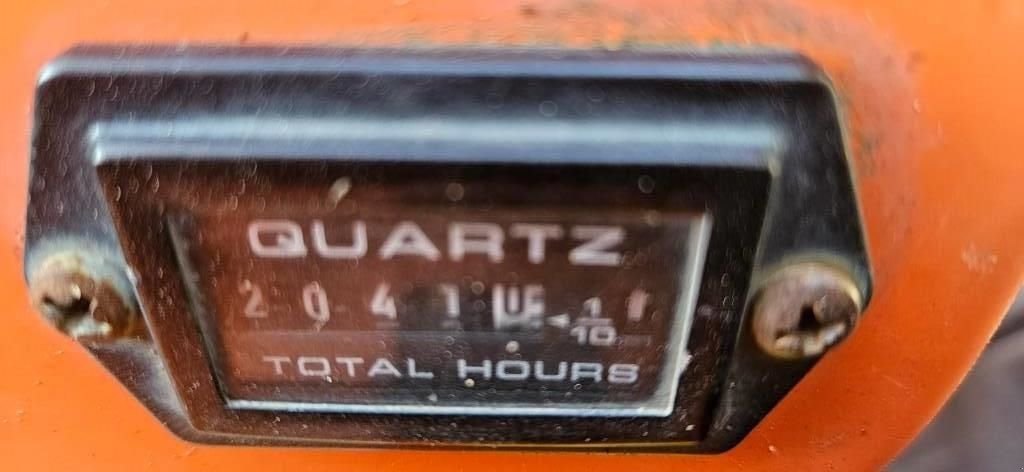 QUARTZ
2 0 4 1 1/10
TOTAL HOURS